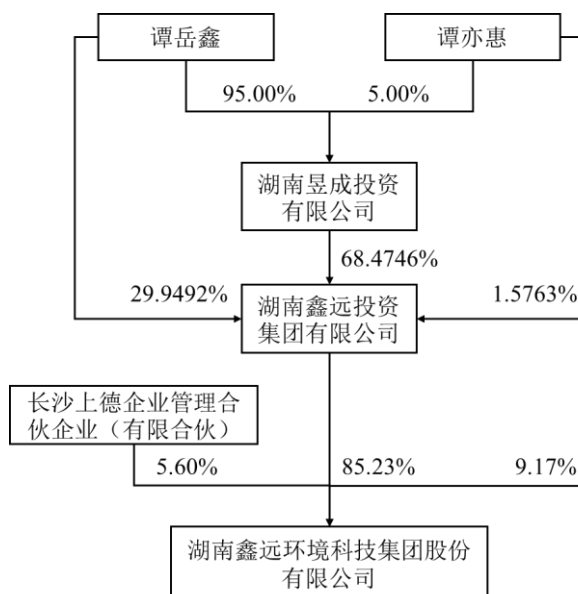 谭岳鑫
谭亦惠
95.00%
5.00%
湖南昱成投资
有限公司
68.4746%
29.9492%
湖南鑫远投资
集团有限公司
1.5763%
长沙上德企业管理合
伙企业（有限合伙）
5.60%
85.23%
9.17%
湖南鑫远环境科技集团股份
有限公司